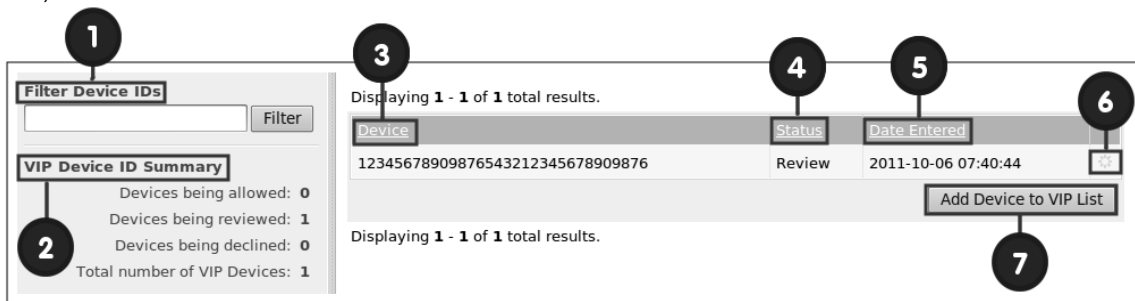 1
Filter Device IDs
Filter
VIP Device ID Summary
Devices being allowed: 0
Devices being reviewed: 1
Devices being declined: 0
Total number of VIP Devices: 1
2
3
4
5
6
Displaying 1 - 1 of 1 total results.
Device Status Date Entered
12345678909876543212345678909876 Review 2011-10-06 07:40:44
Add Device to VIP List
Displaying 1 - 1 of 1 total results.
7